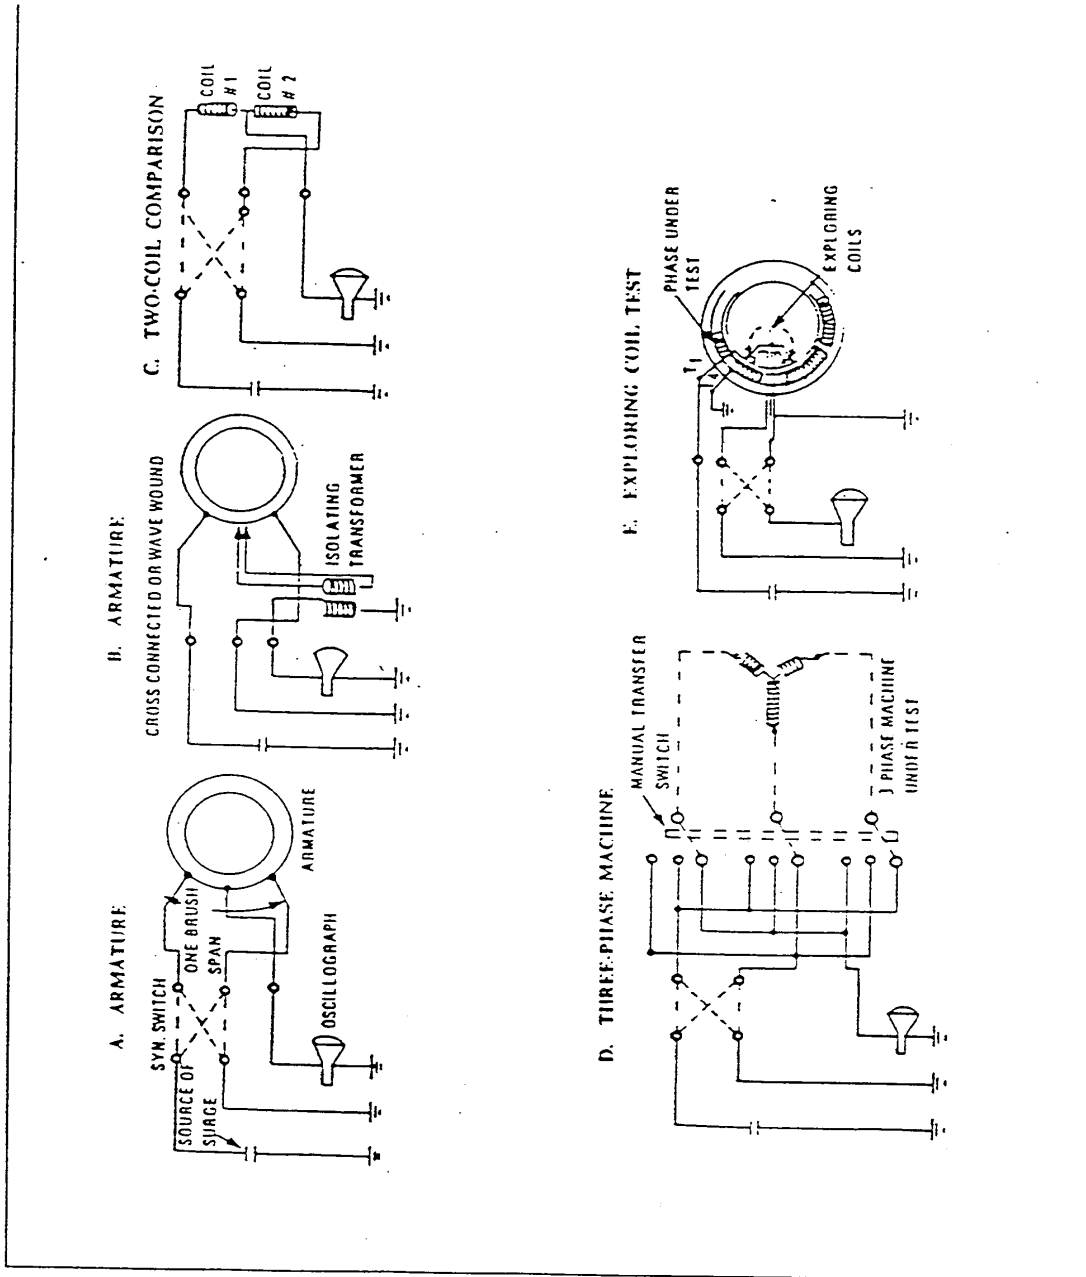 A. ARMATURE
SYN. SWITCH
SOURCE OF
SURGE
ONE BRUSH
SPAN
OSCILLOGRAPH
ARMATURE
B. ARMATURE
CROSS CONNECTED OR WAVE WOUND
ISOLATING
TRANSFORMER
C. TWO-COIL COMPARISON
COIL
#1
COIL
#2
D. THREE-PHASE MACHINE
MANUAL TRANSFER
SWITCH
3 PHASE MACHINE
UNDER TEST
E. EXPLORING COIL TEST
PHASE UNDER
TEST
T1
EXPLORING
COILS